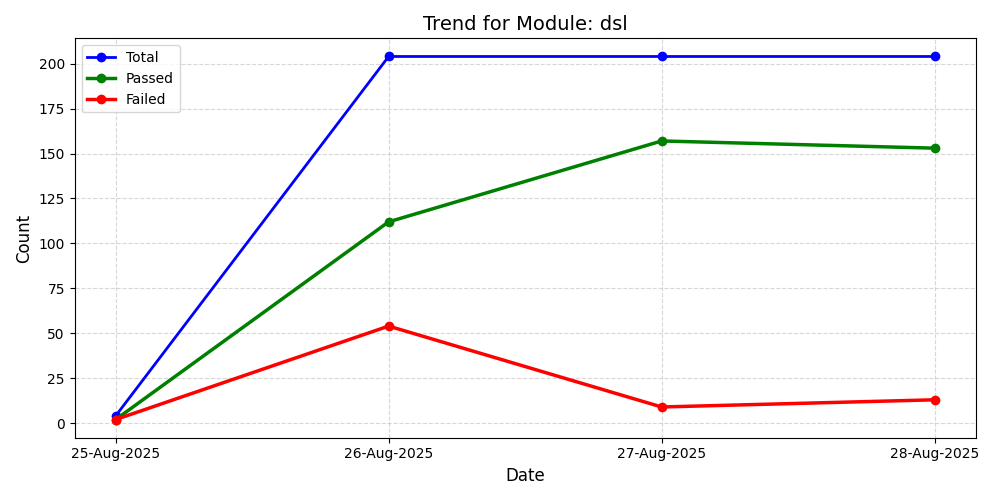 Trend for Module: dsl
Total
Passed
Failed
Count
200
175
150
125
100
75
50
25
0
25-Aug-2025 26-Aug-2025 27-Aug-2025 28-Aug-2025
Date